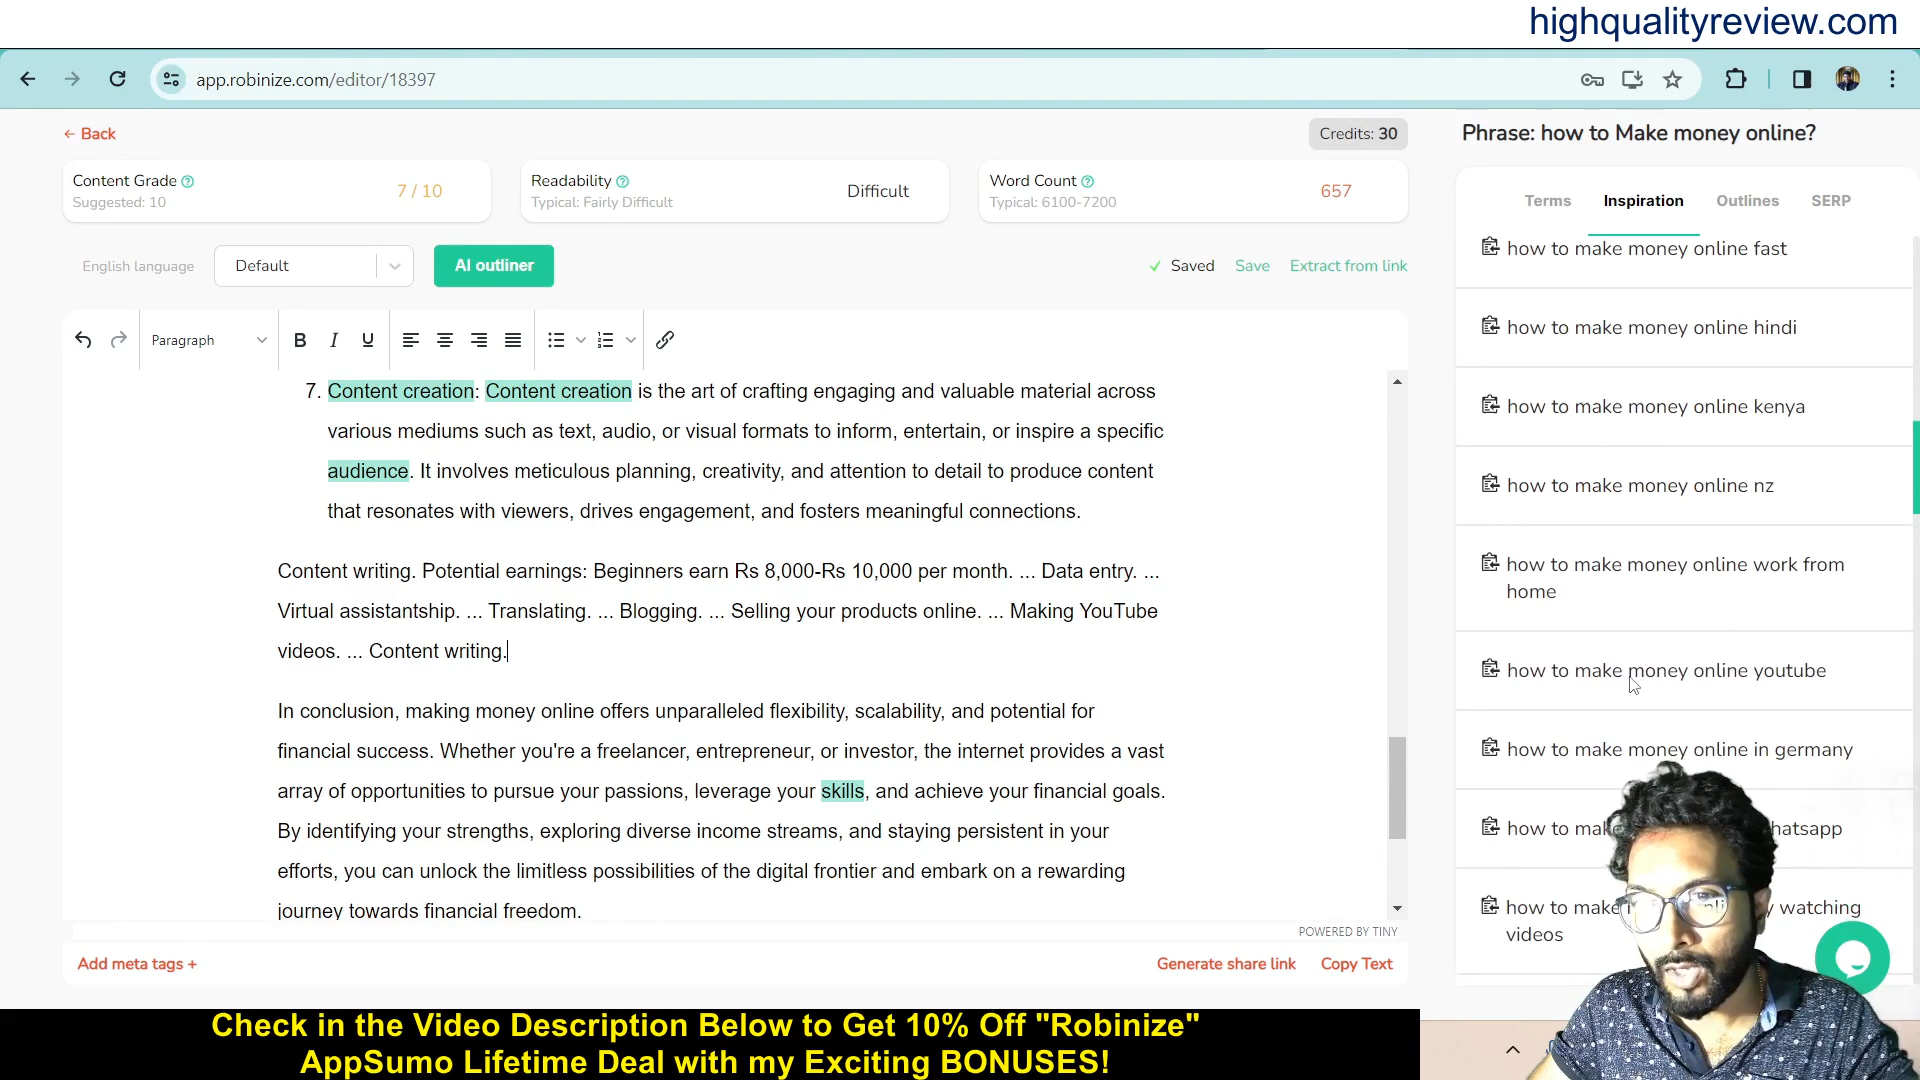 highqualityreview.com
app.robinize.com/editor/18397
← Back
Credits: 30
Phrase: how to Make money online?
Content Grade
Suggested: 10
7 / 10
Readability
Typical: Fairly Difficult
Difficult
Word Count
Typical: 6100-7200
657
Terms
Inspiration
Outlines
SERP
English language
Default
AI outliner
Saved
Save
Extract from link
Paragraph
B
I
U
7. Content creation: Content creation is the art of crafting engaging and valuable material across
various mediums such as text, audio, or visual formats to inform, entertain, or inspire a specific
audience. It involves meticulous planning, creativity, and attention to detail to produce content
that resonates with viewers, drives engagement, and fosters meaningful connections.
Content writing. Potential earnings: Beginners earn Rs 8,000-Rs 10,000 per month. ... Data entry. ...
Virtual assistantship. ... Translating. ... Blogging. ... Selling your products online. ... Making YouTube
videos. ... Content writing.
In conclusion, making money online offers unparalleled flexibility, scalability, and potential for
financial success. Whether you're a freelancer, entrepreneur, or investor, the internet provides a vast
array of opportunities to pursue your passions, leverage your skills, and achieve your financial goals.
By identifying your strengths, exploring diverse income streams, and staying persistent in your
efforts, you can unlock the limitless possibilities of the digital frontier and embark on a rewarding
journey towards financial freedom.
POWERED BY TINY
Add meta tags +
Generate share link
Copy Text
how to make money online fast
how to make money online hindi
how to make money online kenya
how to make money online nz
how to make money online work from
home
how to make money online youtube
how to make money online in germany
how to
how to make watching
videos
Check in the Video Description Below to Get 10% Off "Robinize"
AppSumo Lifetime Deal with my Exciting BONUSES!